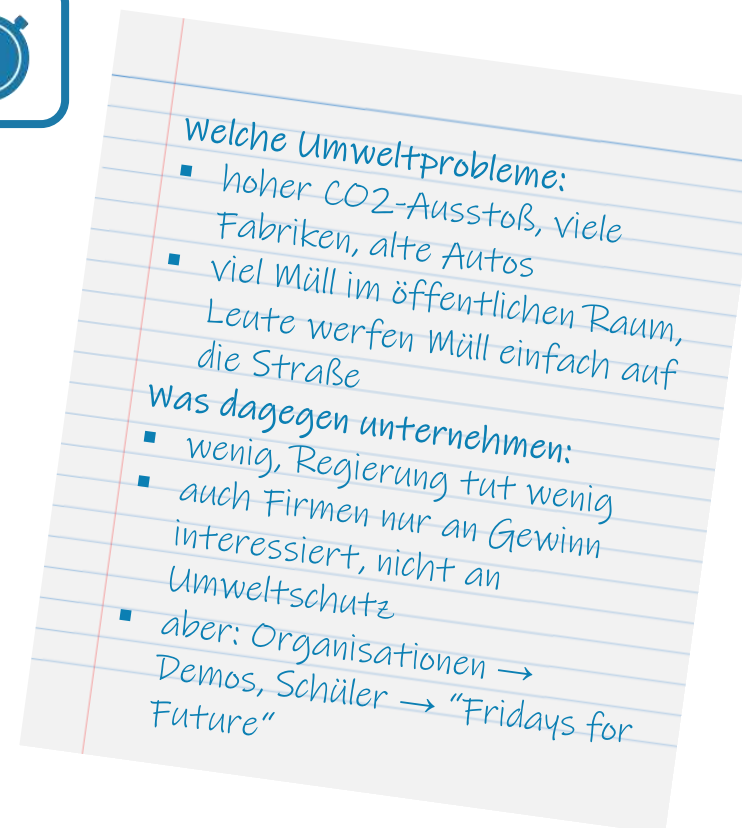 Welche Umweltprobleme:
▪ hoher CO2-Ausstoß, viele
Fabriken, alte Autos
▪ viel Müll im öffentlichen Raum,
Leute werfen Müll einfach auf
die Straße
Was dagegen unternehmen:
▪ wenig, Regierung tut wenig
▪ auch Firmen nur an Gewinn
interessiert, nicht an
Umweltschutz
▪ aber: Organisationen →
Demos, Schüler → “Fridays for
Future“